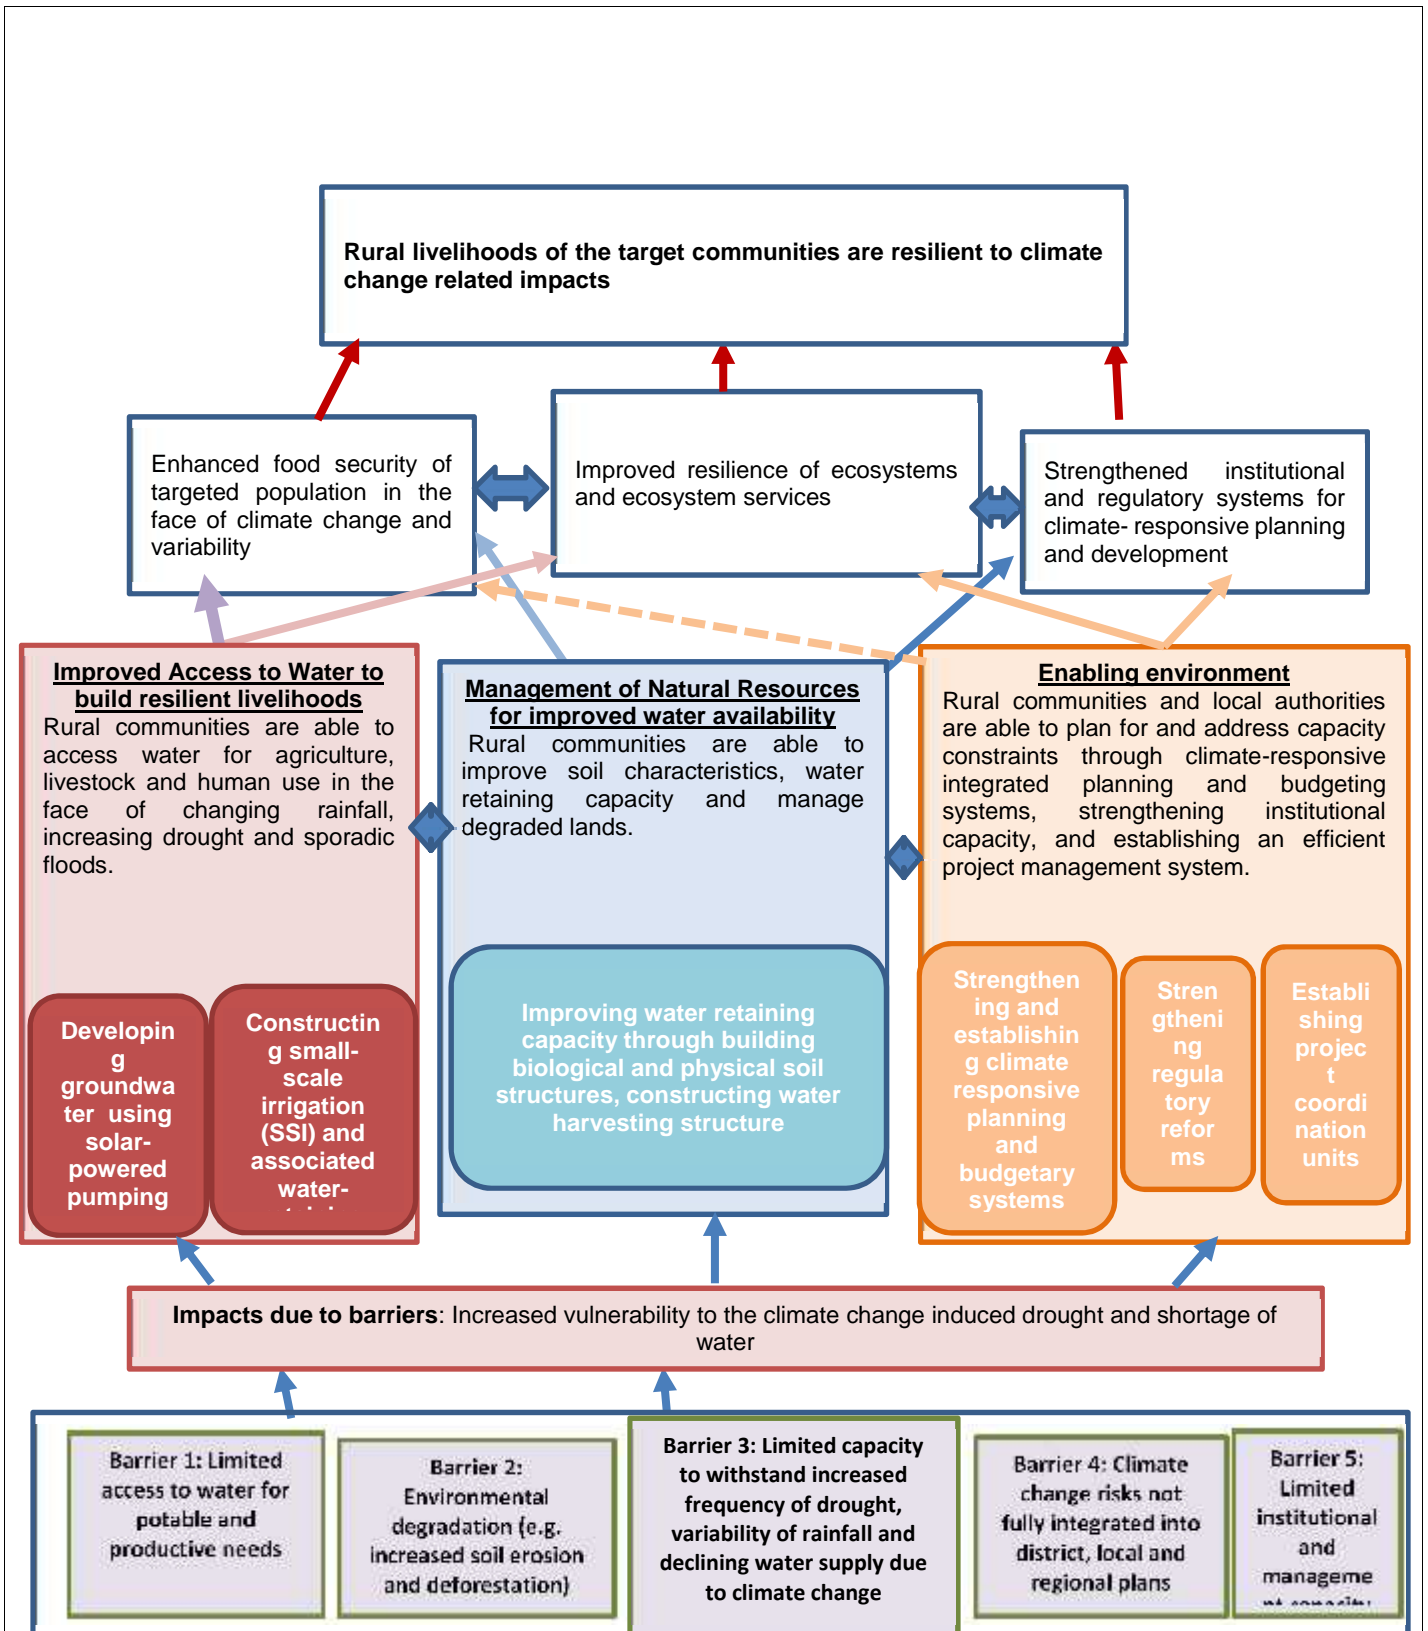 Rural livelihoods of the target communities are resilient to climate
change related impacts
Enhanced food security of
targeted population in the
face of climate change and
variability
Improved resilience of ecosystems
and ecosystem services
Strengthened institutional
and regulatory systems for
climate- responsive planning
and development
Improved Access to Water to
build resilient livelihoods
Rural communities are able to
access water for agriculture,
livestock and human use in the
face of changing rainfall,
increasing drought and sporadic
floods.
Developin
g
groundwa
ter using
solar-
powered
pumping
Constructin
g small-
scale
irrigation
(SSI) and
associated
water-
Management of Natural Resources
for improved water availability
Rural communities are able to
improve soil characteristics, water
retaining capacity and manage
degraded lands.
Improving water retaining
capacity through building
biological and physical soil
structures, constructing water
harvesting structure
Enabling environment
Rural communities and local authorities
are able to plan for and address capacity
constraints through climate-responsive
integrated planning and budgeting
systems, strengthening institutional
capacity, and establishing an efficient
project management system.
Strengthen
ing and
establishin
g climate
responsive
planning
and
budgetary
systems
Stren
gtheni
ng
regula
tory
refor
ms
Establi
shing
projec
t
coordi
nation
units
Impacts due to barriers: Increased vulnerability to the climate change induced drought and shortage of
water
Barrier 1: Limited
access to water for
potable and
productive needs
Barrier 2:
Environmental
degradation (e.g.
increased soil erosion
and deforestation)
Barrier 3: Limited capacity
to withstand increased
frequency of drought,
variability of rainfall and
declining water supply due
to climate change
Barrier 4: Climate
change risks not
fully integrated into
district, local and
regional plans
Barrier 5:
Limited
institutional
and
manageme
nt capacity